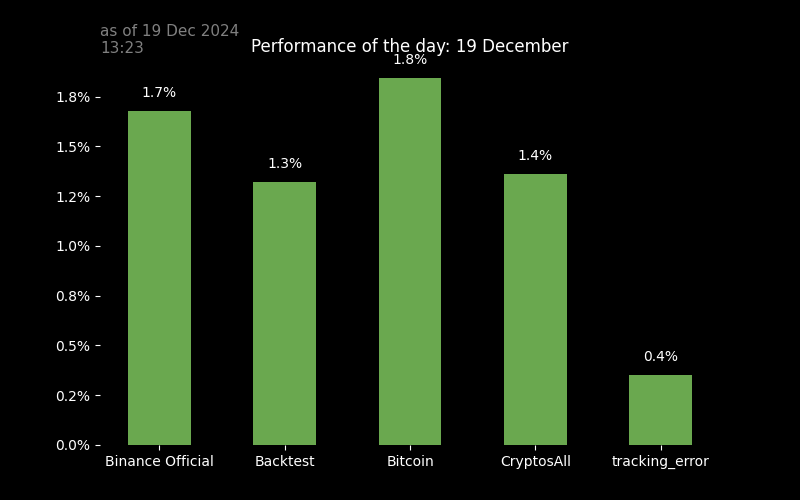 as of 19 Dec 2024
13:23
Performance of the day: 19 December
1.8%
1.7%
1.3%
1.8%
1.4%
1.5%
1.2%
1.0%
0.8%
0.5%
0.4%
0.2%
0.0%
Binance Official
Backtest
Bitcoin
CryptosAll
tracking_error